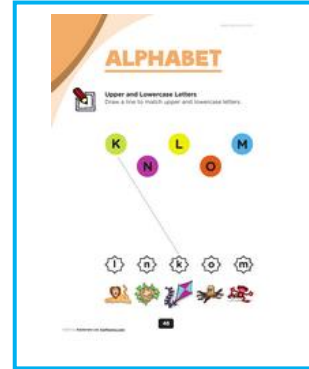 ALPHABET
Upper and Lowercase Letters
Draw a line to match upper and lowercase letters.
K L M
N O
l n k o m
46